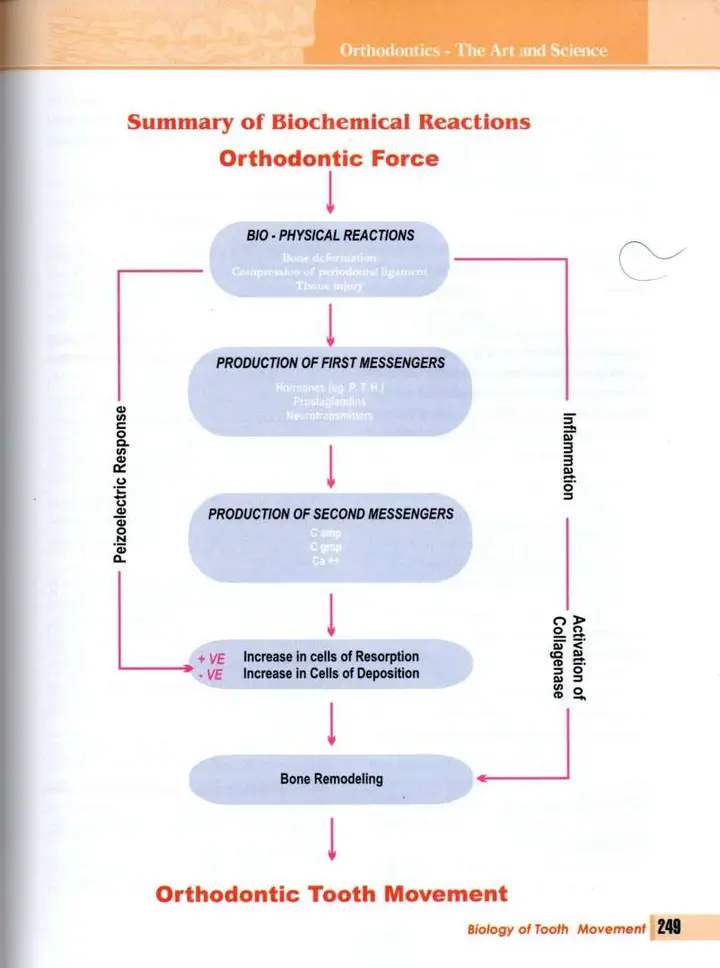 Orthodontics - The Art and Science
Summary of Biochemical Reactions
Orthodontic Force
BIO - PHYSICAL REACTIONS
Bone deformation
Compression of periodontal ligament
Tissue injury
PRODUCTION OF FIRST MESSENGERS
Hormones (eg. P. T. H.)
Prostaglandins
Neurotransmitters
Peizoelectric Response
Inflammation
PRODUCTION OF SECOND MESSENGERS
C amp
C gmp
Ca ++
Activation of
Collagenase
+ VE Increase in cells of Resorption
- VE Increase in Cells of Deposition
Bone Remodeling
Orthodontic Tooth Movement
Biology of Tooth Movement 249